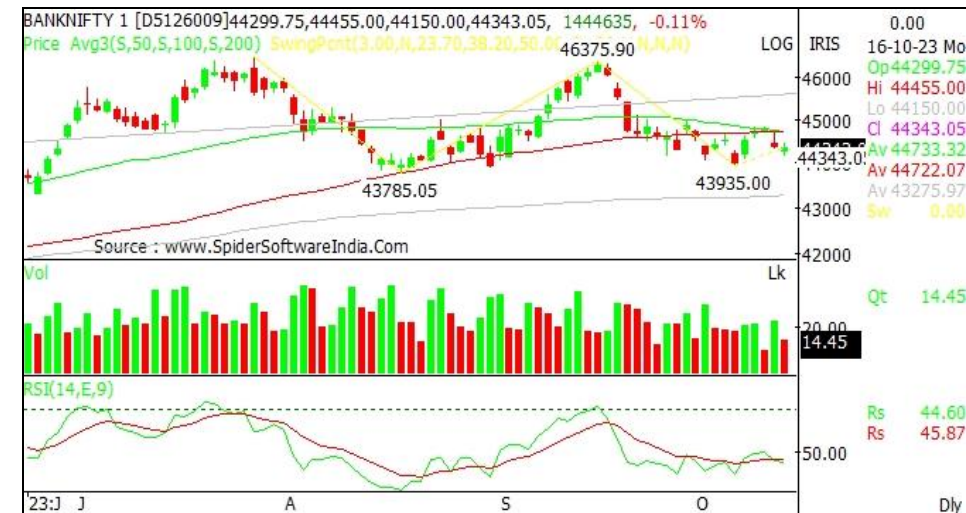 BANKNIFTY 1 [D5126009]44299.75,44455.00,44150.00,44343.05, 1444635, -0.11%
Price Avg3(S,50,S,100,S,200) SwingPont(3.00,N,23.70,38.20,50.0 N,N,N)
LOG
IRIS
0.00
16-10-23 Mo
Op 44299.75
Hi 44455.00
Lo 44150.00
Cl 44343.05
Av 44733.32
Av 44722.07
Av 43275.97
Sw 0.00
46375.90
43785.05
43935.00
46000
45000
44343.0
43000
42000
Source : www.SpiderSoftwareIndia.Com
Vol
Lk
20.00
14.45
Qt 14.45
RSI(14,E,9)
50.00
Rs 44.60
Rs 45.87
23:J J A S O
Dly